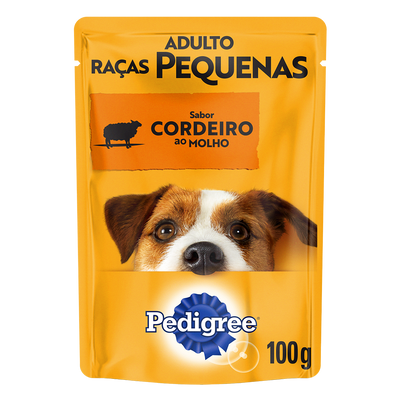 ADULTO
RAÇAS PEQUENAS
Sabor
CORDEIRO
ao MOLHO
Pedigree
100g